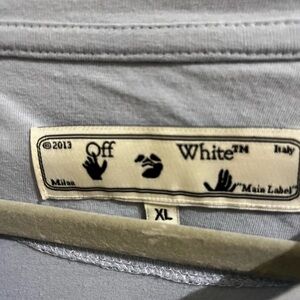 ©2013 Off White™ Italy
Milan "Main Label"
XL